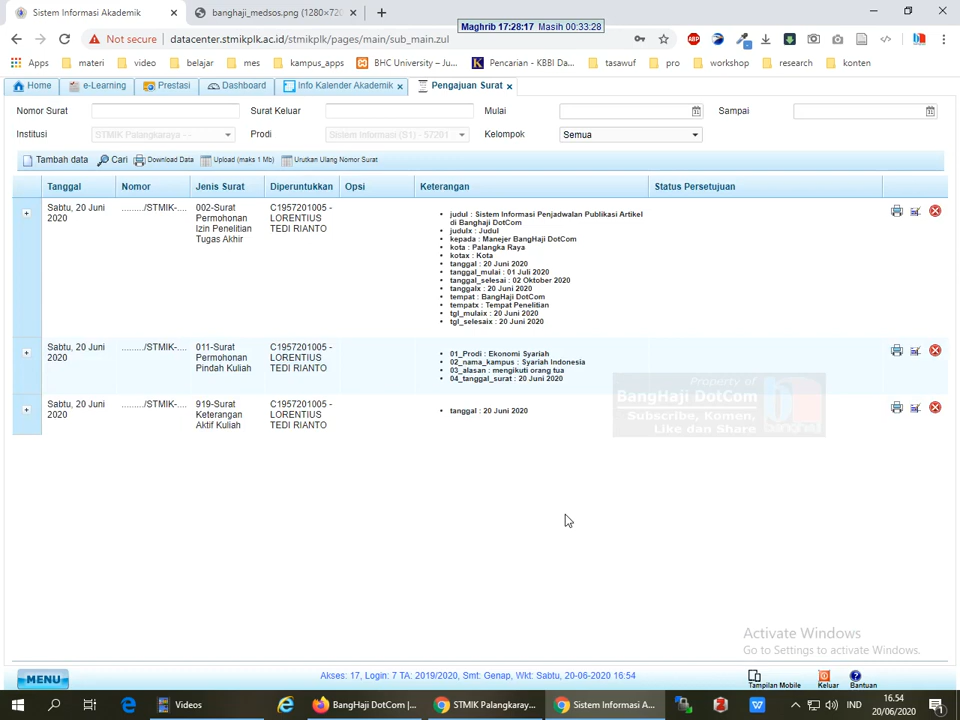 Sistem Informasi Akademik
banghaji_medsos.png (1280×720
Maghrib 17:28:17 Wait 00:33:28
Not secure
datacenter.stmikplk.ac.id/stmikplk/pages/main/sub_main.zul
ABP
Apps materi video belajar mes kampus_apps BHC University – Ju... Pencarian - KBBI Da... tasawuf pro workshop research konten
Home e-Learning Prestasi Dashboard Info Kalender Akademik Pengajuan Surat
Nomor Surat Surat Keluar Mulai Sampai
Institusi STMIK Palangkaraya - - Prodi Sistem Informasi (S1) - 57201 Kelompok Semua
Tambah data Cari Download Data Upload (maks 1 Mb) Urutkan Ulang Nomor Surat
Tanggal Nomor Jenis Surat Diperuntukkan Opsi Keterangan Status Persetujuan
Sabtu, 20 Juni
2020
........./STMIK-....
002-Surat
Permohonan
Izin Penelitian
Tugas Akhir
C1957201005 -
LORENTIUS
TEDI RIANTO
judul : Sistem Informasi Penjadwalan Publikasi Artikel
di Banghaji DotCom
judulx : Judul
kepada : Manejer BangHaji DotCom
kota : Palangka Raya
kotax : Kota
tanggal : 20 Juni 2020
tanggal_mulai : 01 Juli 2020
tanggal_selesai : 02 Oktober 2020
tanggalx : 20 Juni 2020
tempat : BangHaji DotCom
tempatx : Tempat Penelitian
tgl_mulaix : 20 Juni 2020
tgl_selesaix : 20 Juni 2020
Sabtu, 20 Juni
2020
........./STMIK-....
011-Surat
Permohonan
Pindah Kuliah
C1957201005 -
LORENTIUS
TEDI RIANTO
01_Prodi : Ekonomi Syariah
02_nama_kampus : Syariah Indonesia
03_alasan : mengikuti orang tua
04_tanggal_surat : 20 Juni 2020
Sabtu, 20 Juni
2020
........./STMIK-....
919-Surat
Keterangan
Aktif Kuliah
C1957201005 -
LORENTIUS
TEDI RIANTO
tanggal : 20 Juni 2020
Property of
BangHaji DotCom
Subscribe, Komen,
Like dan Share
Activate Windows
Go to Settings to activate Windows.
MENU
Akses: 17, Login: 7 TA: 2019/2020, Smt: Genap, Wkt: Sabtu, 20-06-2020 16:54
Tampilan Mobile Keluar Bantuan
Videos BangHaji DotCom |... STMIK Palangkaray... Sistem Informasi A...
IND
16.54
20/06/2020
1